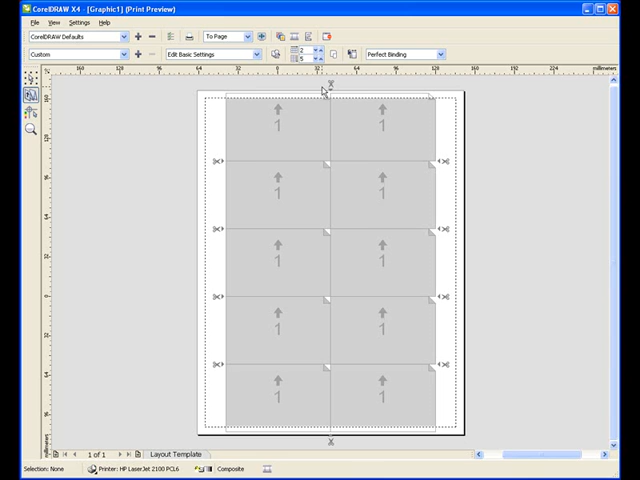 CorelDRAW X4 - [Graphic1] (Print Preview)
File View Settings Help
CorelDRAW Defaults To Page
Custom Edit Basic Settings 2 5 Perfect Binding
160 128 96 64 32 0 32 64 96 128 160 192 224 millimeters
1 1
1 1
1 1
1 1
1 1
1 of 1 Layout Template
Selection: None Printer: HP LaserJet 2100 PCL6 Composite